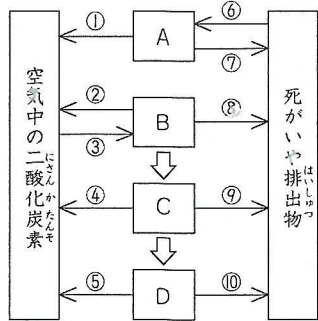 空気中の二酸化炭素
にさんかたんそ
① A ⑥
⑦
② B ⑧
③
④ C ⑨
⑤ D ⑩
死がいや排出物
はいしゅつ